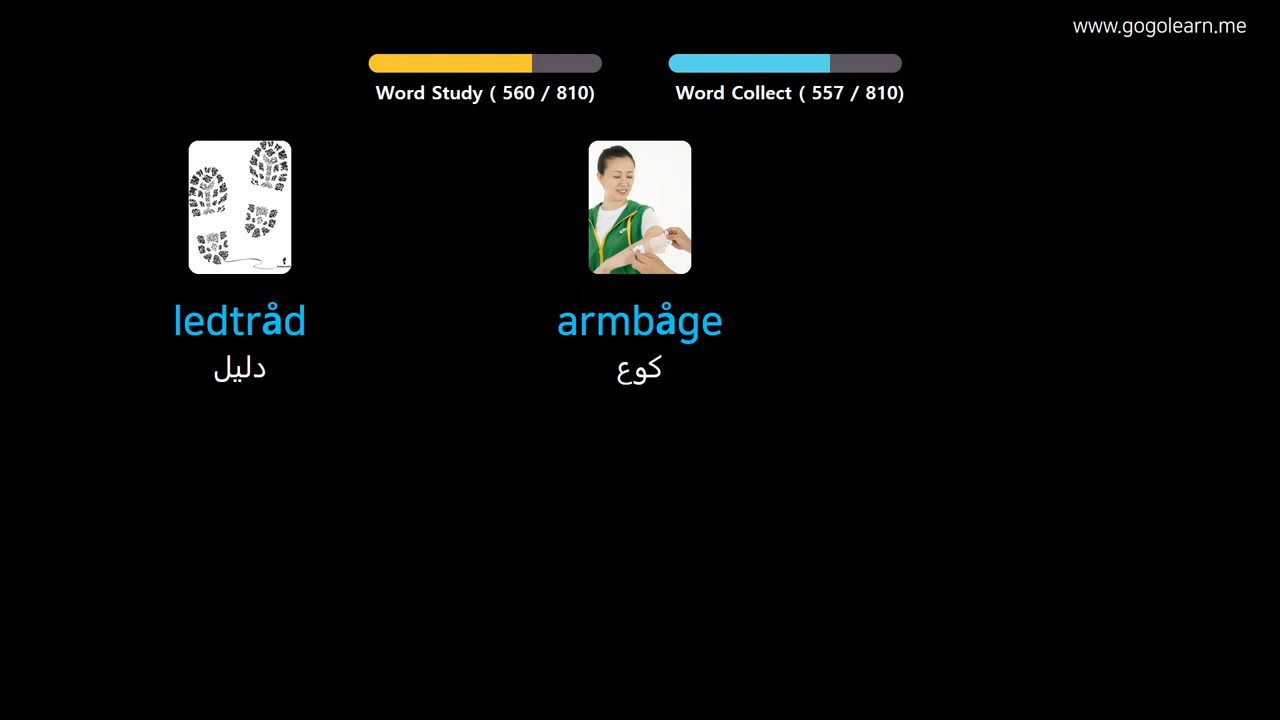 www.gogolearn.me
Word Study ( 560 / 810)
Word Collect ( 557 / 810)
ledtråd
دليل
armbåge
كوع